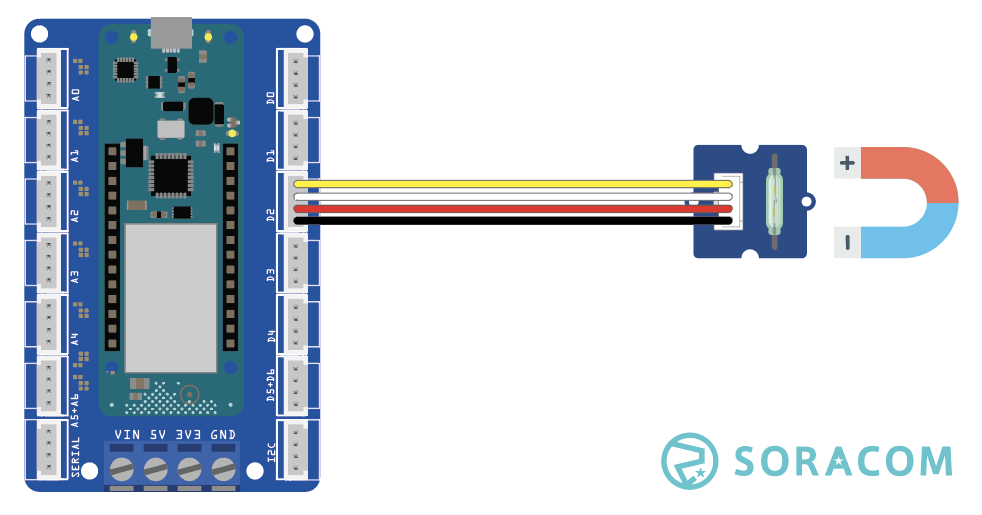 A0
A1
A2
A3
A4
A5+A6
SERIAL
D0
D1
D2
D3
D4
D5+D6
I2C
VIN 5V 3V3 GND
+
-
SORACOM